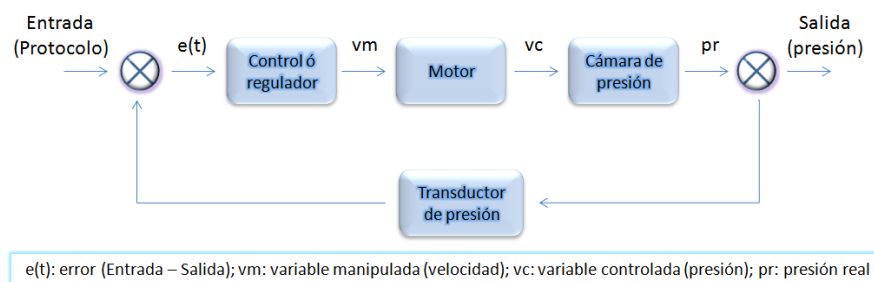 Entrada
(Protocolo)
e(t)
Control ó
regulador
vm
Motor
vc
Cámara de
presión
pr
Salida
(presión)
Transductor
de presión
e(t): error (Entrada – Salida); vm: variable manipulada (velocidad); vc: variable controlada (presión); pr: presión real